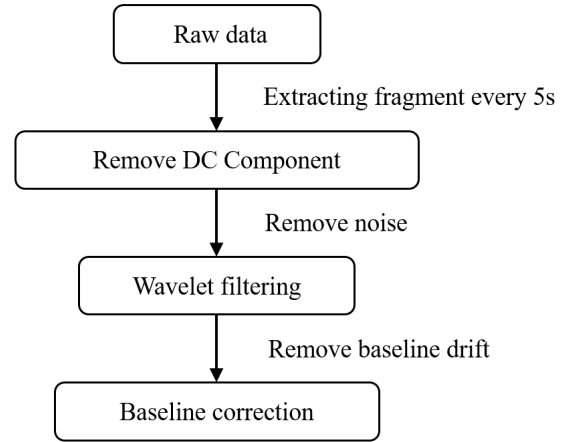 Raw data
Extracting fragment every 5s
Remove DC Component
Remove noise
Wavelet filtering
Remove baseline drift
Baseline correction